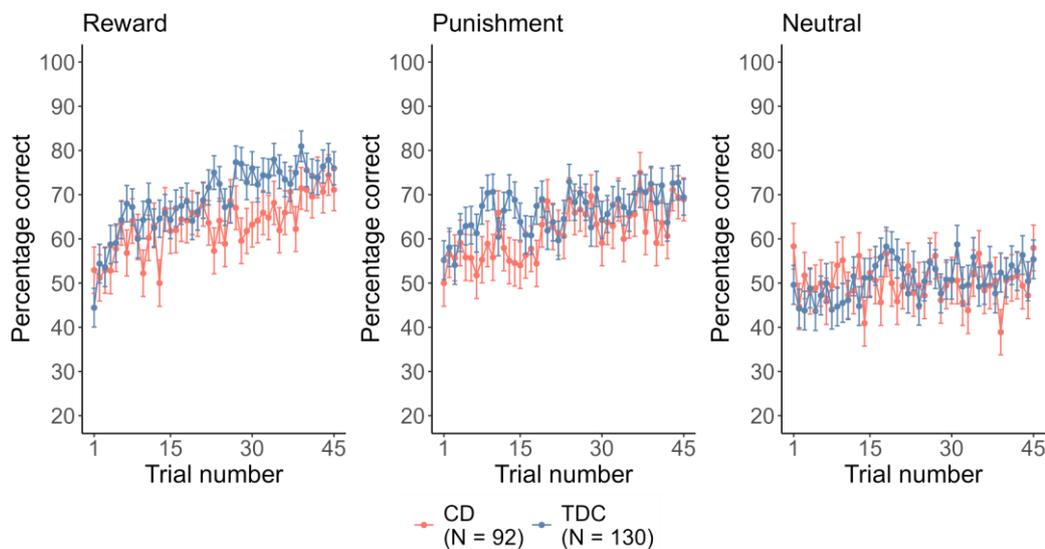 Reward
Punishment
Neutral
Percentage correct
100
90
80
70
60
50
40
30
20
1 15 30 45
Trial number
Percentage correct
100
90
80
70
60
50
40
30
20
1 15 30 45
Trial number
Percentage correct
100
90
80
70
60
50
40
30
20
1 15 30 45
Trial number
CD
(N = 92)
TDC
(N = 130)